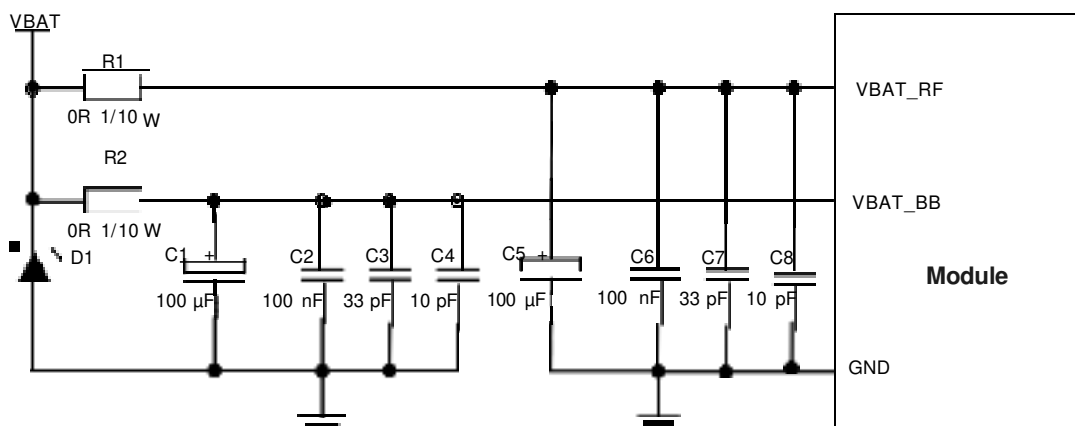 VBAT
R1
0R 1/10 W
VBAT_RF
R2
0R 1/10 W
VBAT_BB
D1
C1 +
100 µF
C2
100 nF
C3
33 pF
C4
10 pF
C5 +
100 µF
C6
100 nF
C7
33 pF
C8
10 pF
Module
GND